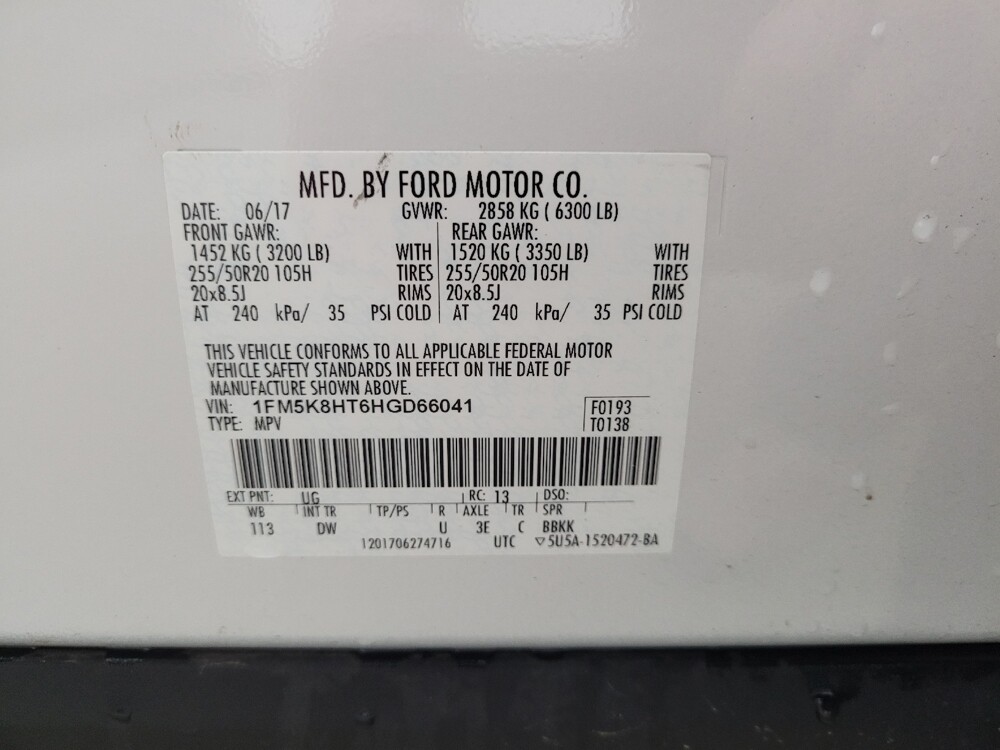 MFD. BY FORD MOTOR CO.
DATE: 06/17 GVWR: 2858 KG ( 6300 LB)
FRONT GAWR: REAR GAWR:
1452 KG ( 3200 LB) WITH 1520 KG ( 3350 LB) WITH
255/50R20 105H TIRES 255/50R20 105H TIRES
20x8.5J RIMS 20x8.5J RIMS
AT 240 kPa/ 35 PSI COLD AT 240 kPa/ 35 PSI COLD
THIS VEHICLE CONFORMS TO ALL APPLICABLE FEDERAL MOTOR
VEHICLE SAFETY STANDARDS IN EFFECT ON THE DATE OF
MANUFACTURE SHOWN ABOVE.
VIN: 1FM5K8HT6HGD66041 F0193
TYPE: MPV T0138
EXT PNT: UG RC: 13 DSO:
WB INT TR TP/PS R AXLE TR SPR
113 DW U 3E C BBKK
1201706274716 UTC ▽5U5A-1520472-BA